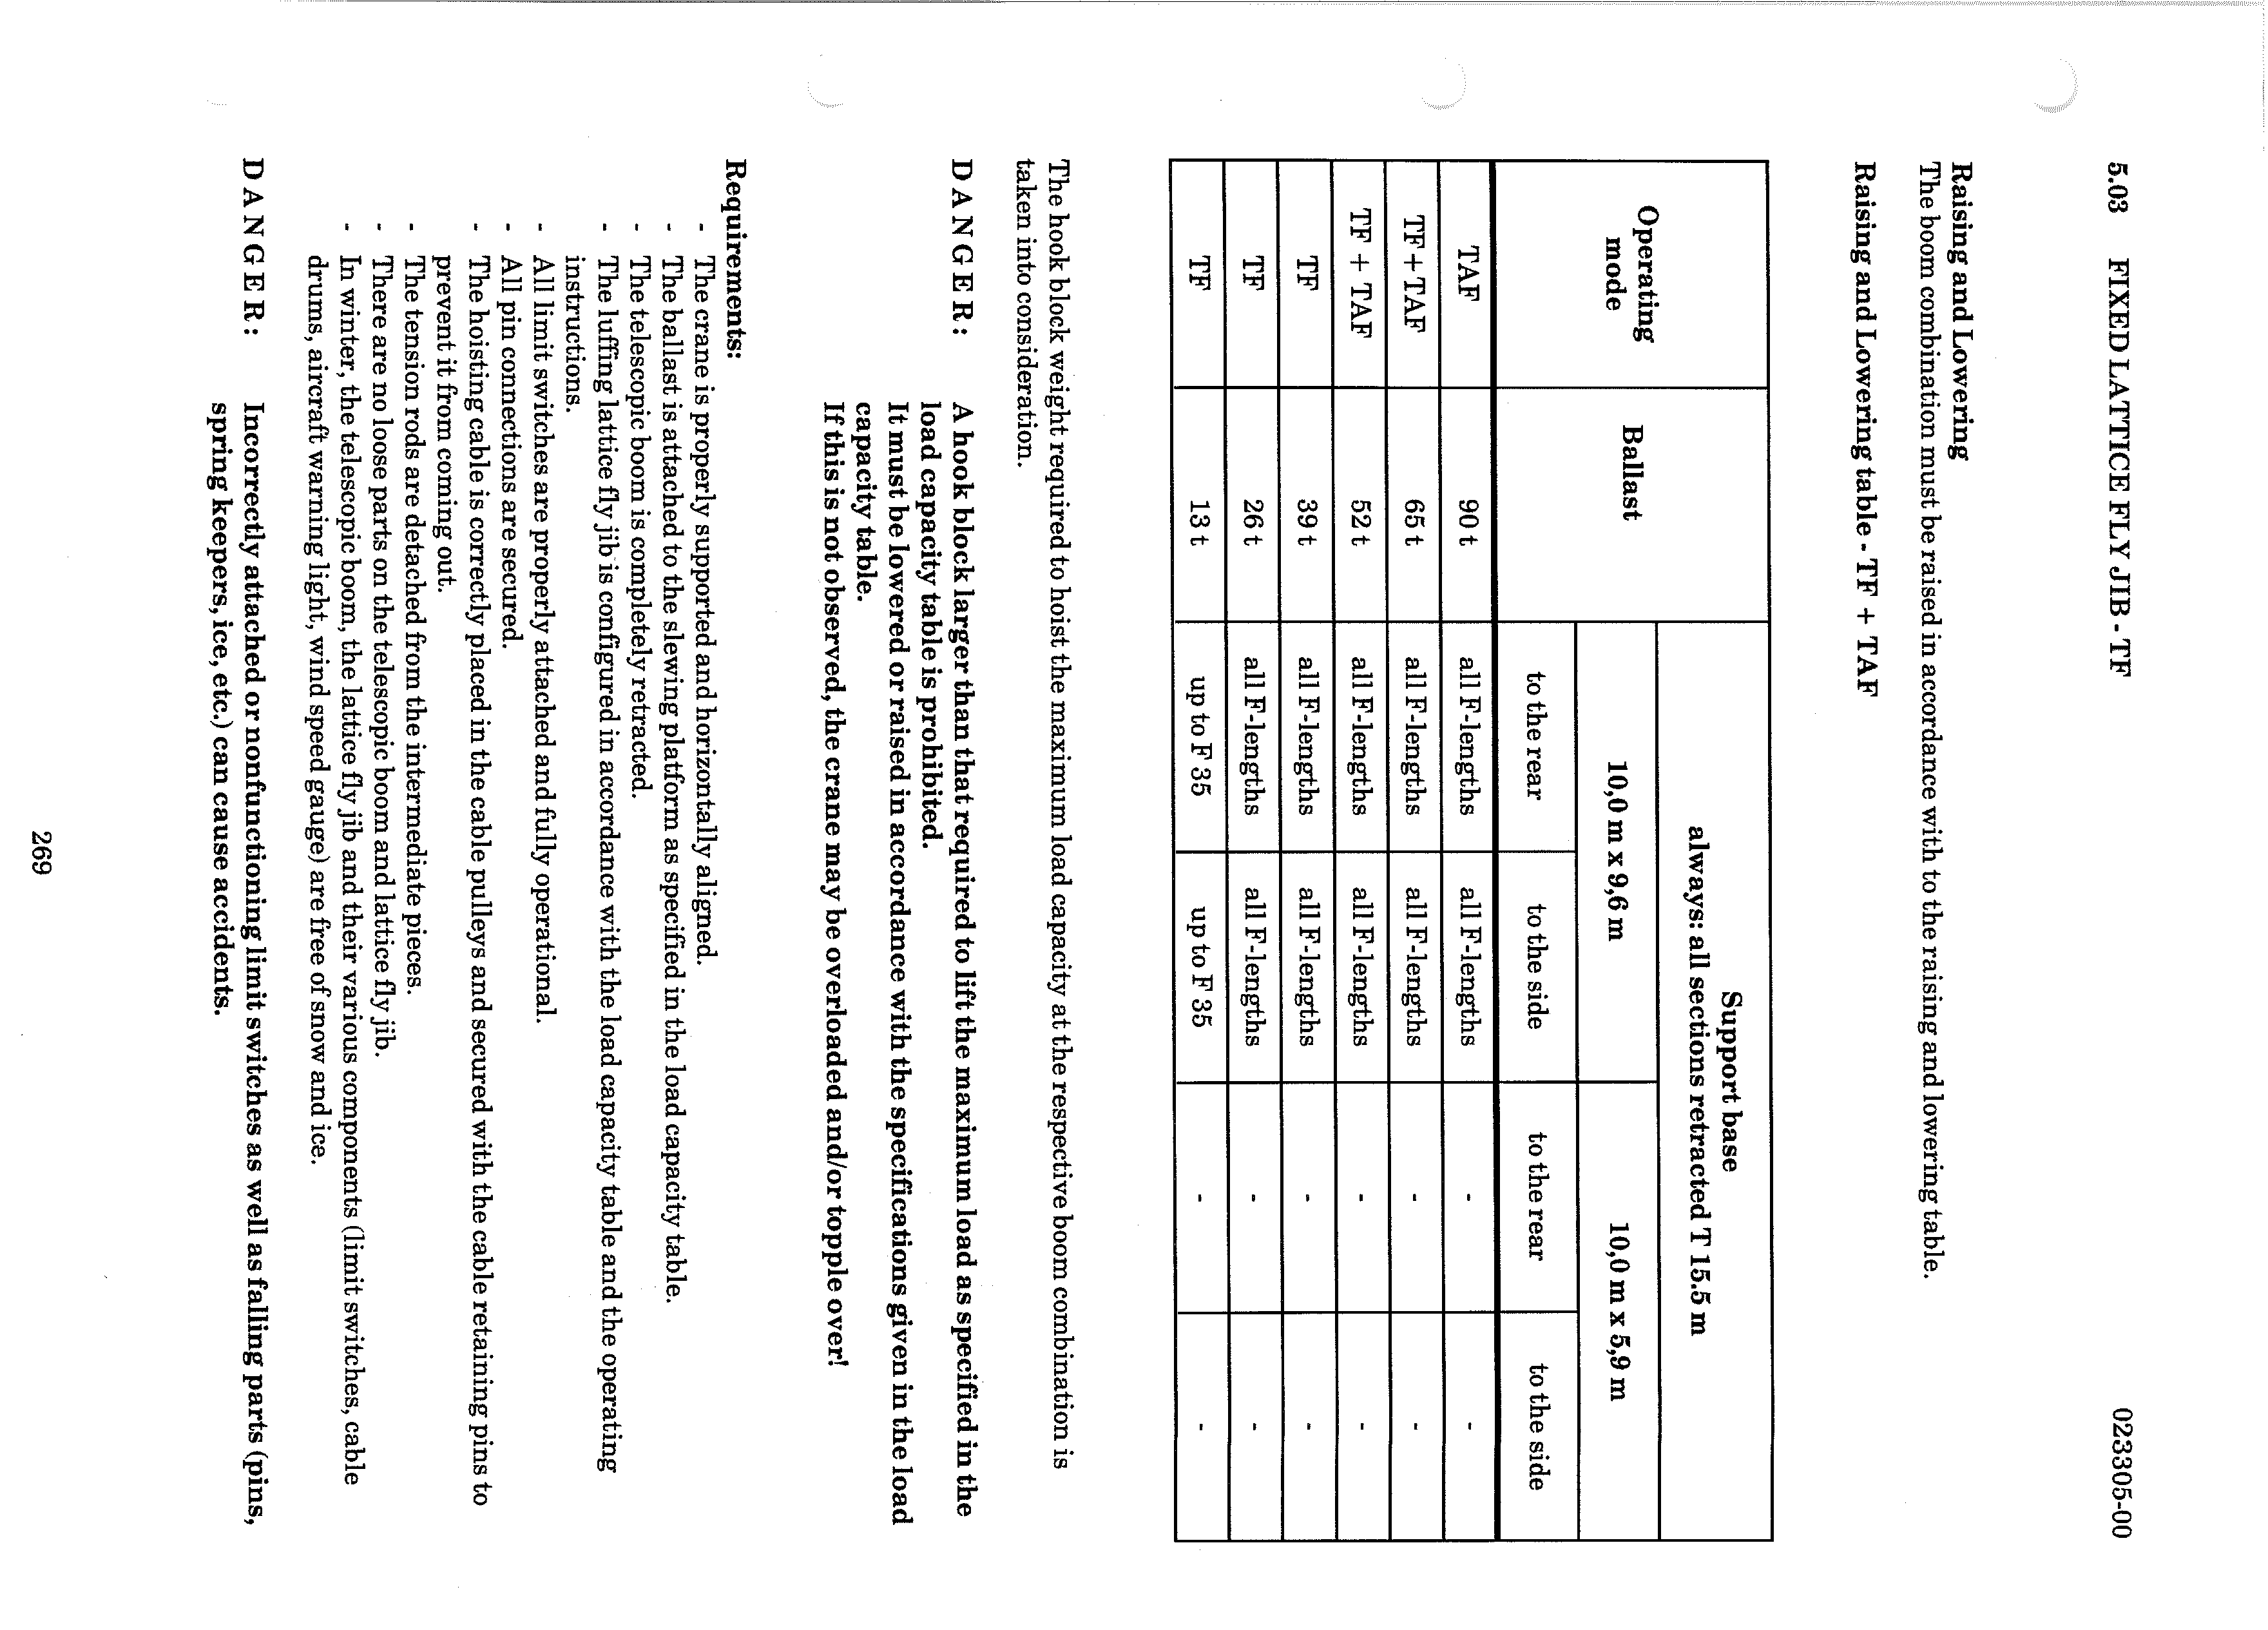 5.03 FIXED LATTICE FLY JIB - TF 023305-00
Raising and Lowering
The boom combination must be raised in accordance with to the raising and lowering table.
Raising and Lowering table - TF + TAF
Operating mode Ballast Support base
always: all sections retracted T 15.5 m
10,0 m x 9,6 m 10,0 m x 5,9 m
to the rear to the side to the rear to the side
TAF 90 t all F-lengths all F-lengths - -
TF+TAF 65 t all F-lengths all F-lengths - -
TF + TAF 52 t all F-lengths all F-lengths - -
TF 39 t all F-lengths all F-lengths - -
TF 26 t all F-lengths all F-lengths - -
TF 13 t up to F 35 up to F 35 - -
The hook block weight required to hoist the maximum load capacity at the respective boom combination is
taken into consideration.
DANGER: A hook block larger than that required to lift the maximum load as specified in the
load capacity table is prohibited.
It must be lowered or raised in accordance with the specifications given in the load
capacity table.
If this is not observed, the crane may be overloaded and/or topple over!
Requirements:
- The crane is properly supported and horizontally aligned.
- The ballast is attached to the slewing platform as specified in the load capacity table.
- The telescopic boom is completely retracted.
- The luffing lattice fly jib is configured in accordance with the load capacity table and the operating
instructions.
- All limit switches are properly attached and fully operational.
- All pin connections are secured.
- The hoisting cable is correctly placed in the cable pulleys and secured with the cable retaining pins to
prevent it from coming out.
- The tension rods are detached from the intermediate pieces.
- There are no loose parts on the telescopic boom and lattice fly jib.
- In winter, the telescopic boom, the lattice fly jib and their various components (limit switches, cable
drums, aircraft warning light, wind speed gauge) are free of snow and ice.
DANGER: Incorrectly attached or nonfunctioning limit switches as well as falling parts (pins,
spring keepers, ice, etc.) can cause accidents.
269